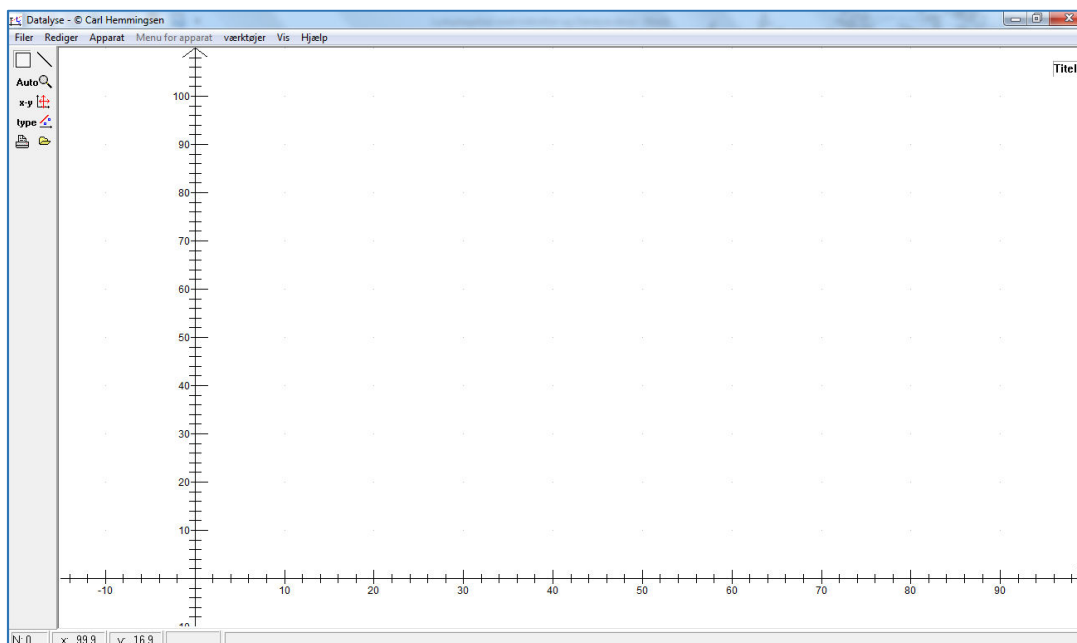 Datalyse - © Carl Hemmingsen
Filer Rediger Apparat Menu for apparat værktøjer Vis Hjælp
Titel
Auto
x-y
type
100
90
80
70
60
50
40
30
20
10
-10 10 20 30 40 50 60 70 80 90
N: 0 x: 99.9 y: 16.9